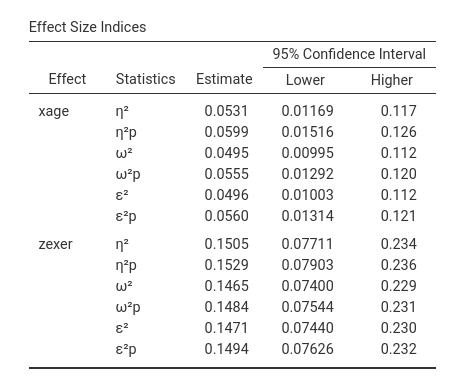 Effect Size Indices
95% Confidence Interval
Effect Statistics Estimate Lower Higher
xage η² 0.0531 0.01169 0.117
η²p 0.0599 0.01516 0.126
ω² 0.0495 0.00995 0.112
ω²p 0.0555 0.01292 0.120
ε² 0.0496 0.01003 0.112
ε²p 0.0560 0.01314 0.121
zexer η² 0.1505 0.07711 0.234
η²p 0.1529 0.07903 0.236
ω² 0.1465 0.07400 0.229
ω²p 0.1484 0.07544 0.231
ε² 0.1471 0.07440 0.230
ε²p 0.1494 0.07626 0.232